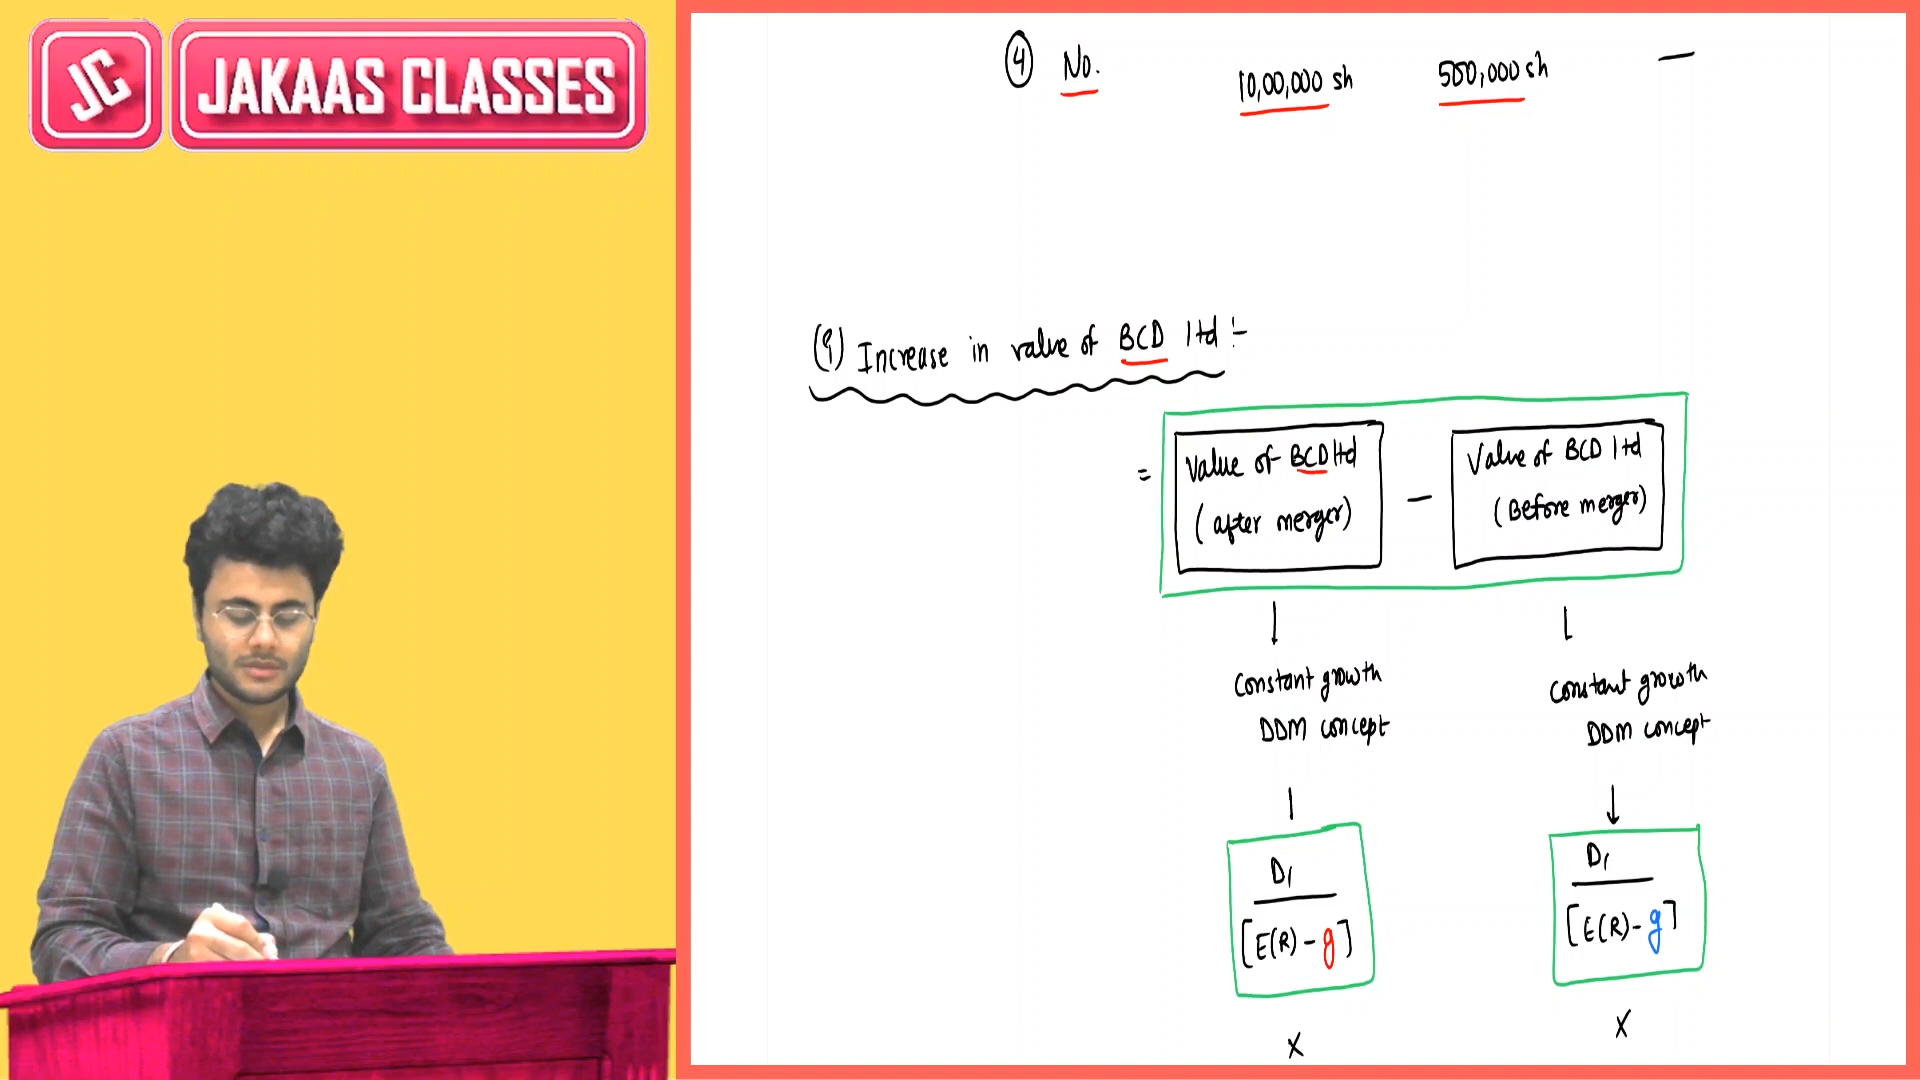 JC JAKAAS CLASSES
④ No. 10,00,000 sh 500,000 sh —
(i) Increase in value of BCD ltd :-
= Value of BCD ltd (after merger) — Value of BCD ltd (Before merger)
Constant growth DDM concept
Constant growth DDM concept
D1
[E(R) - g]
D1
[E(R) - g]
x
x